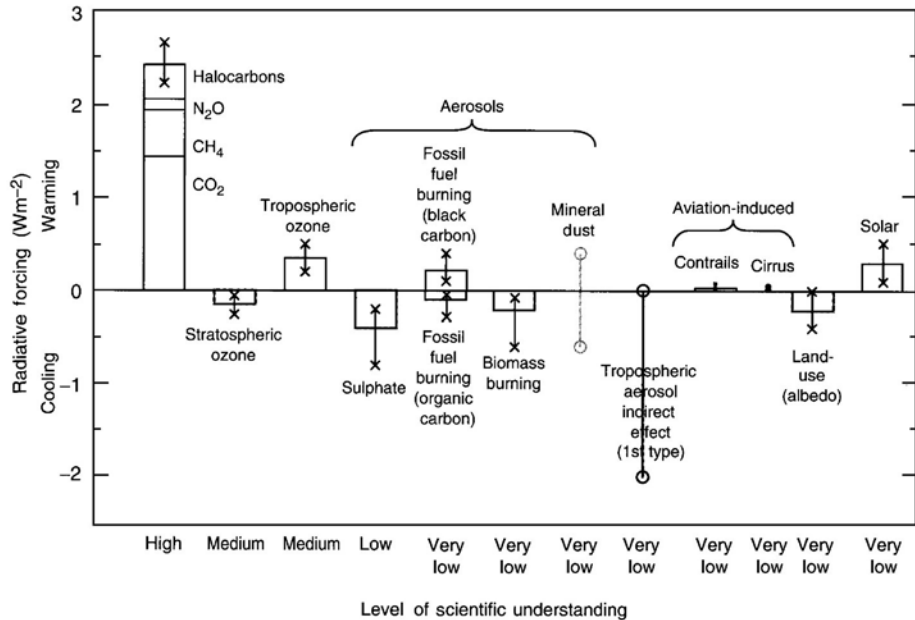 Radiative forcing (Wm−2)
Cooling Warming
3
2
1
0
−1
−2
Halocarbons
N₂O
CH₄
CO₂
Stratospheric
ozone
Tropospheric
ozone
Aerosols
Sulphate
Fossil
fuel
burning
(black
carbon)
Fossil
fuel
burning
(organic
carbon)
Biomass
burning
Mineral
dust
Tropospheric
aerosol
indirect
effect
(1st type)
Aviation-induced
Contrails
Cirrus
Land-
use
(albedo)
Solar
High
Medium
Medium
Low
Very
low
Very
low
Very
low
Very
low
Very
low
Very
low
Very
low
Very
low
Level of scientific understanding